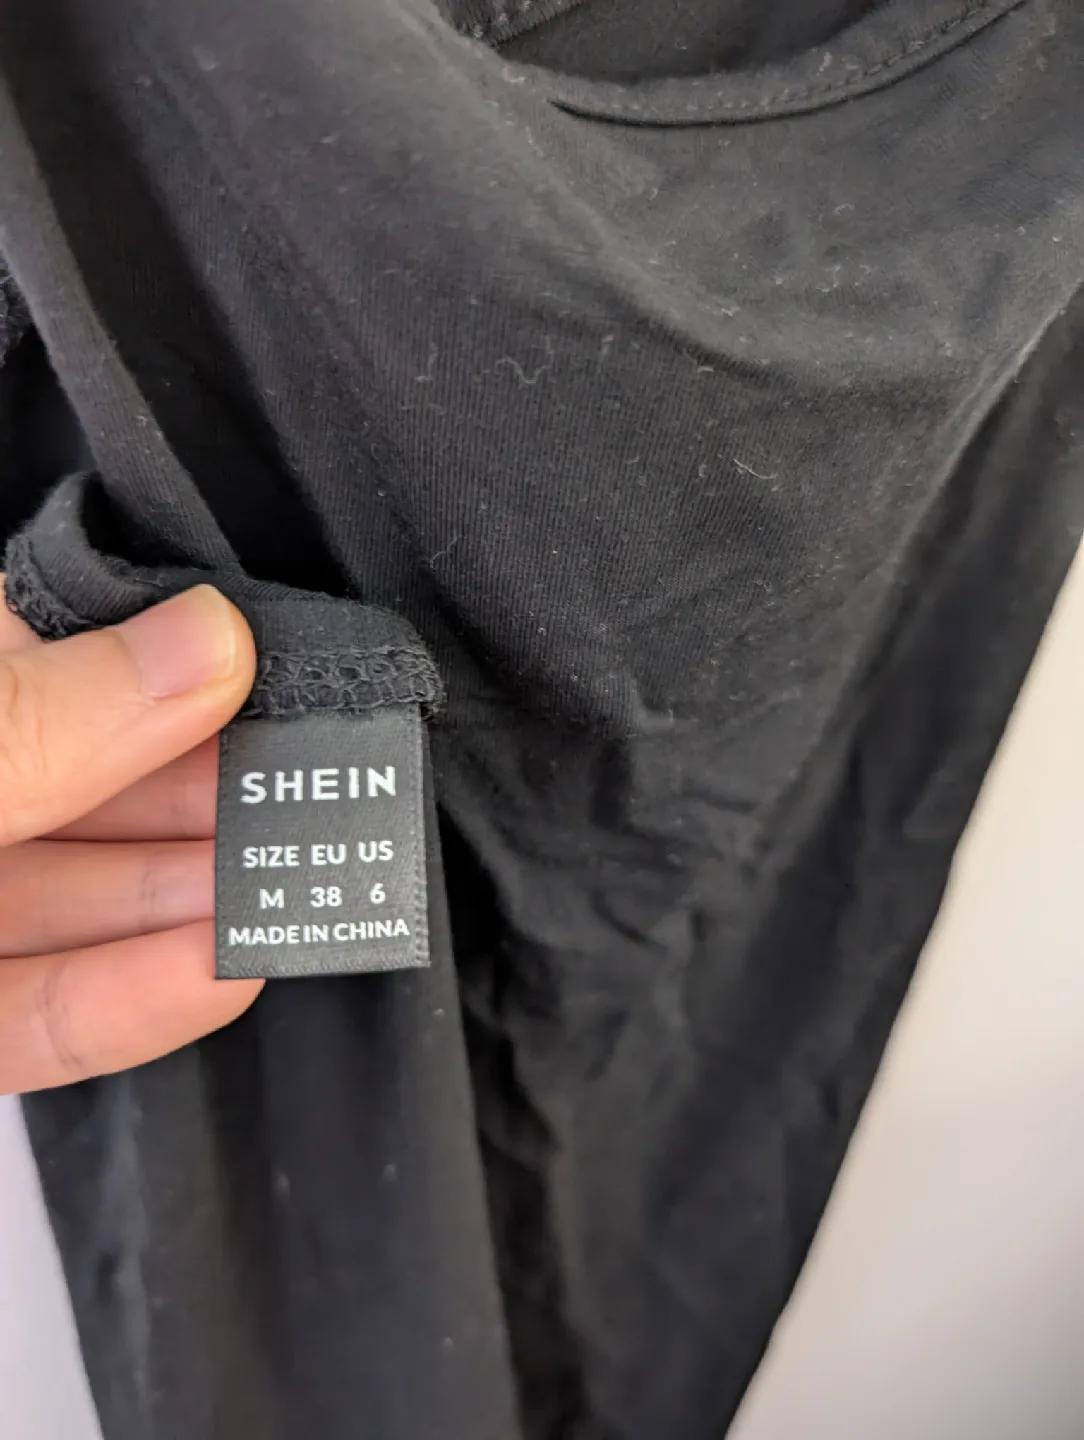 SHEIN
SIZE EU US
M 38 6
MADE IN CHINA